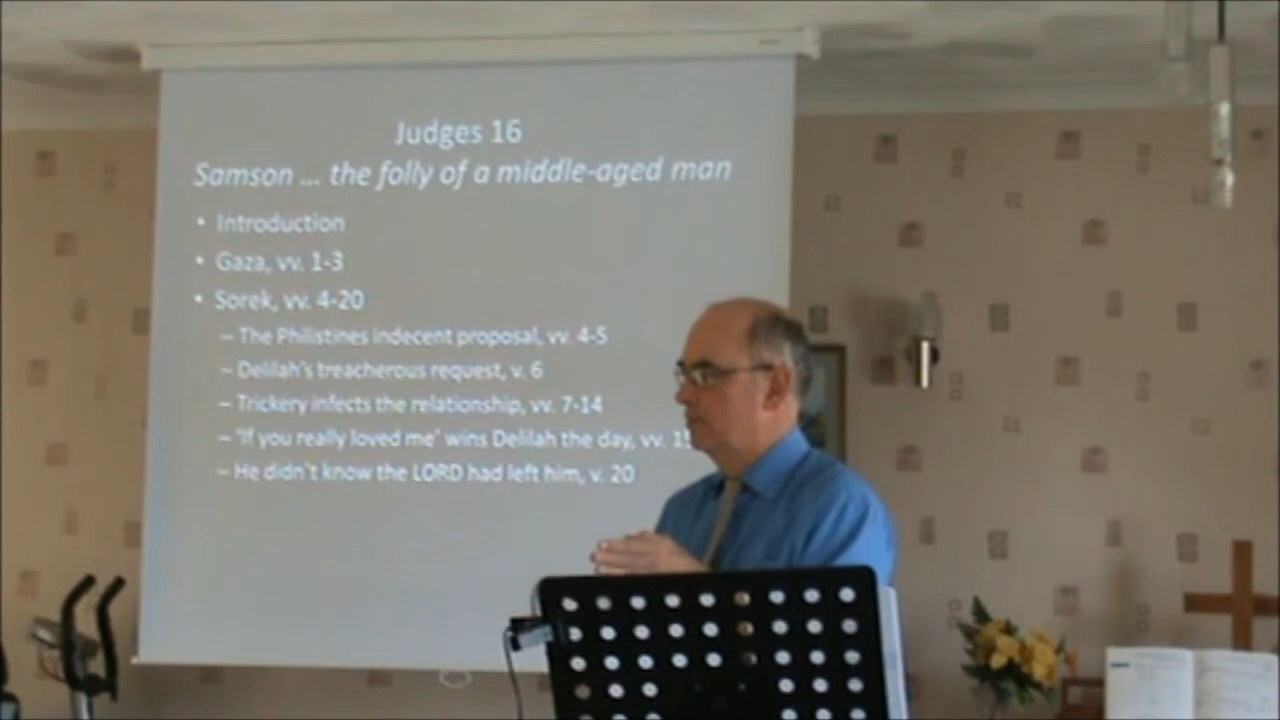 Judges 16
Samson ... the folly of a middle-aged man
• Introduction
• Gaza, vv. 1-3
• Sorek, vv. 4-20
– The Philistines indecent proposal, vv. 4-5
– Delilah's treacherous request, v. 6
– Trickery infects the relationship, vv. 7-14
– 'If you really loved me' wins Delilah the day, vv. 15
– He didn't know the LORD had left him, v. 20